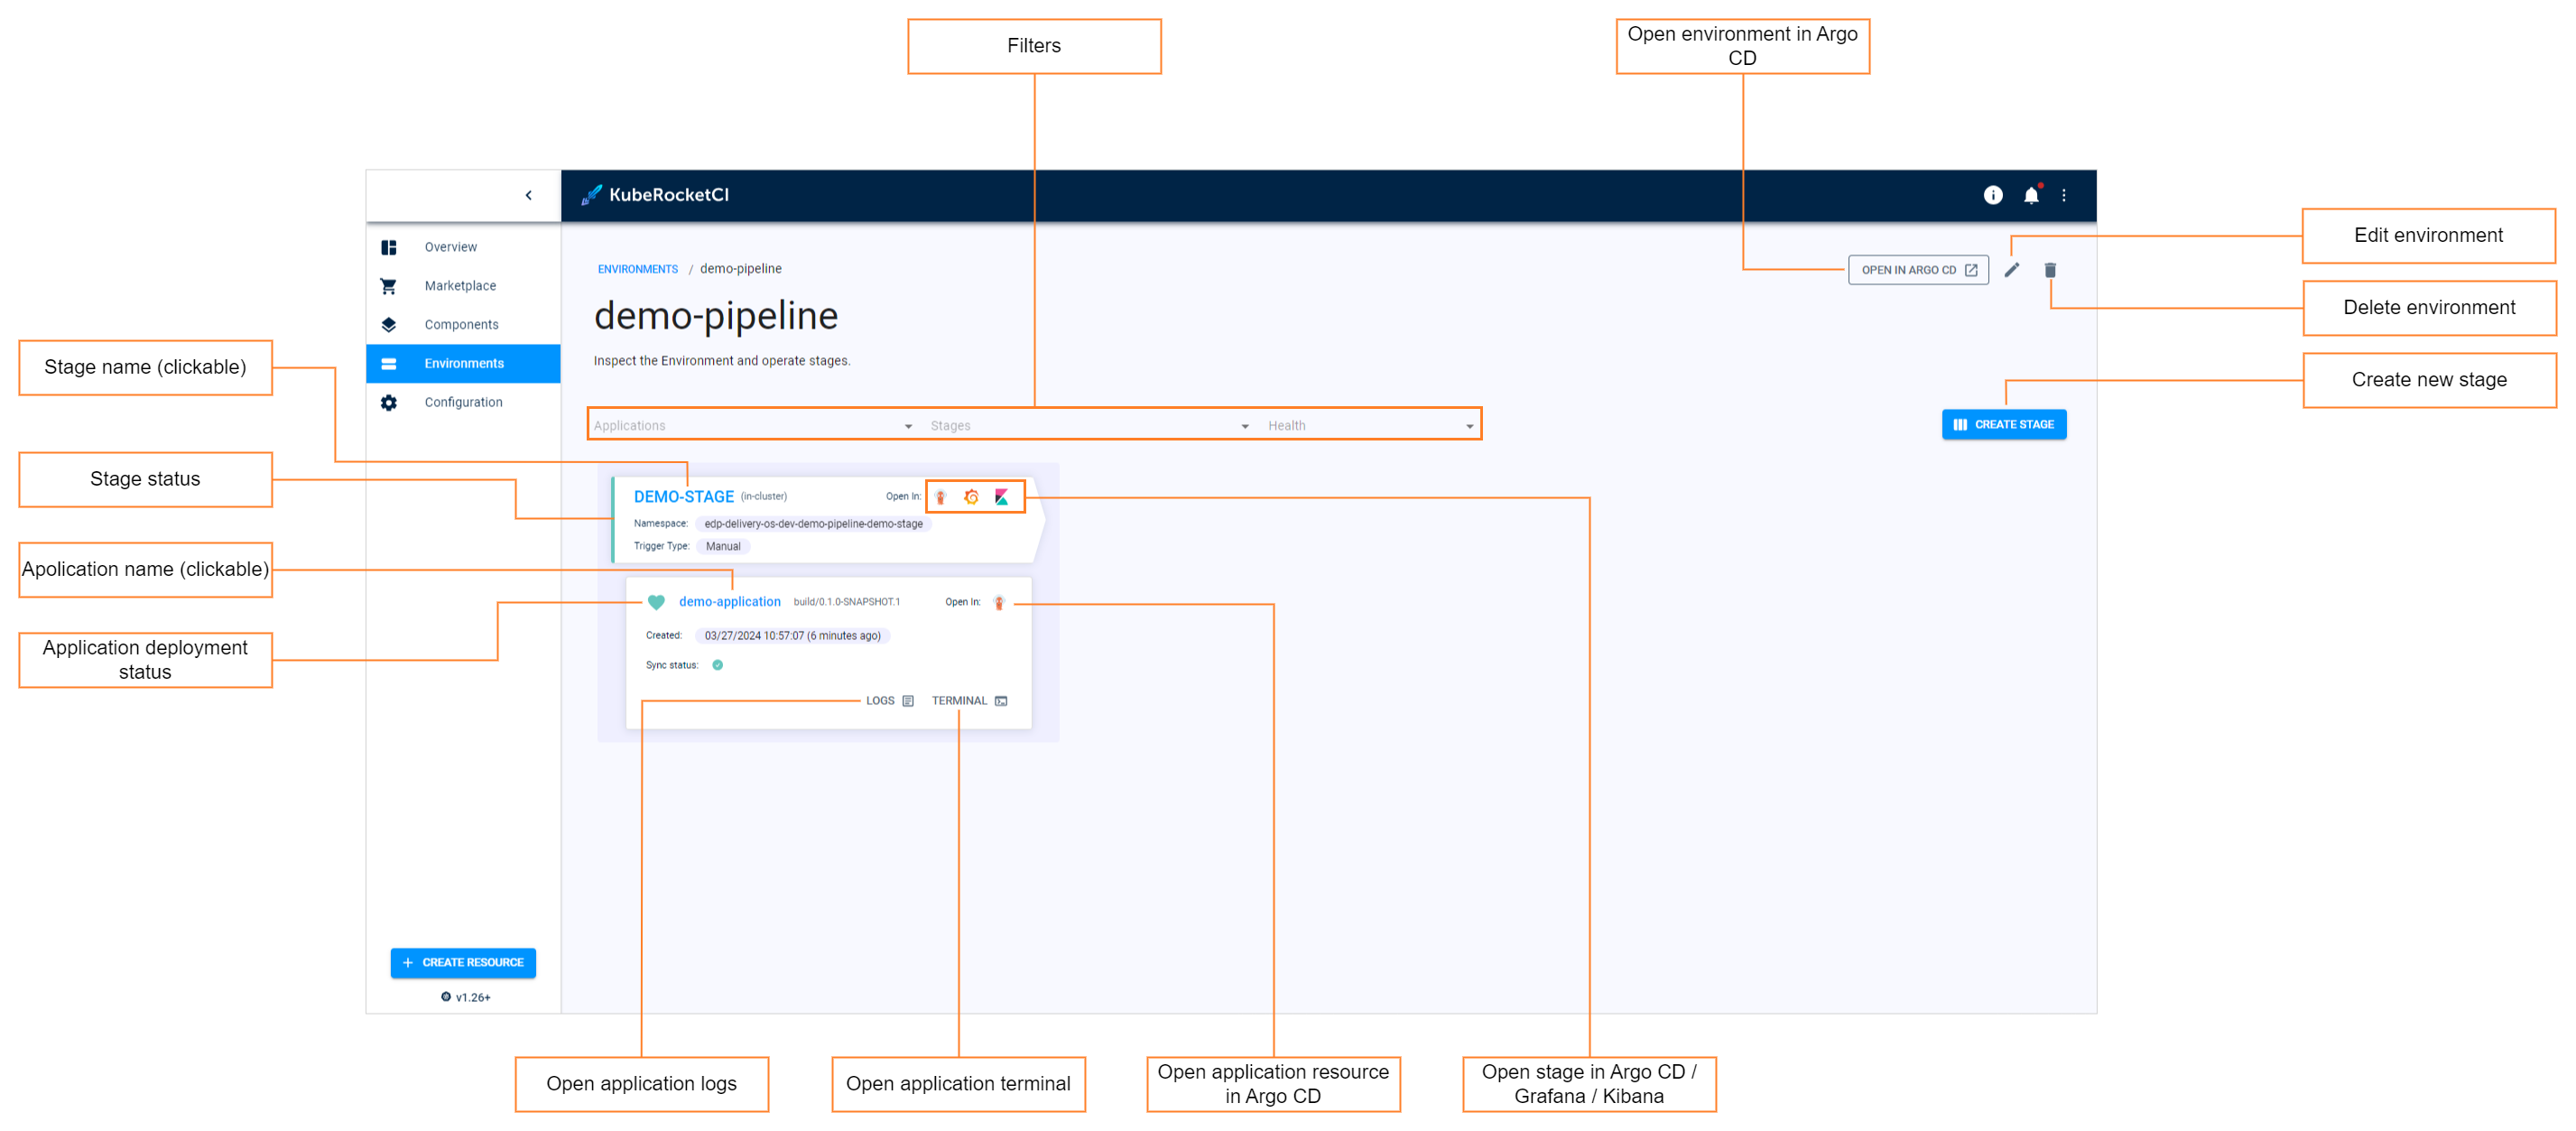 Filters
Open environment in Argo
CD
KubeRocketCI
Overview
Marketplace
Components
Environments
Configuration
ENVIRONMENTS / demo-pipeline
OPEN IN ARGO CD
demo-pipeline
Inspect the Environment and operate stages.
Edit environment
Delete environment
Create new stage
Stage name (clickable)
Stage status
Apolication name (clickable)
Application deployment
status
Applications
Stages
Health
CREATE STAGE
DEMO-STAGE (in-cluster) Open In:
Namespace: edp-delivery-os-dev-demo-pipeline-demo-stage
Trigger Type: Manual
demo-application build/0.1.0-SNAPSHOT.1 Open In:
Created: 03/27/2024 10:57:07 (6 minutes ago)
Sync status:
LOGS TERMINAL
CREATE RESOURCE
v1.26+
Open application logs
Open application terminal
Open application resource
in Argo CD
Open stage in Argo CD /
Grafana / Kibana